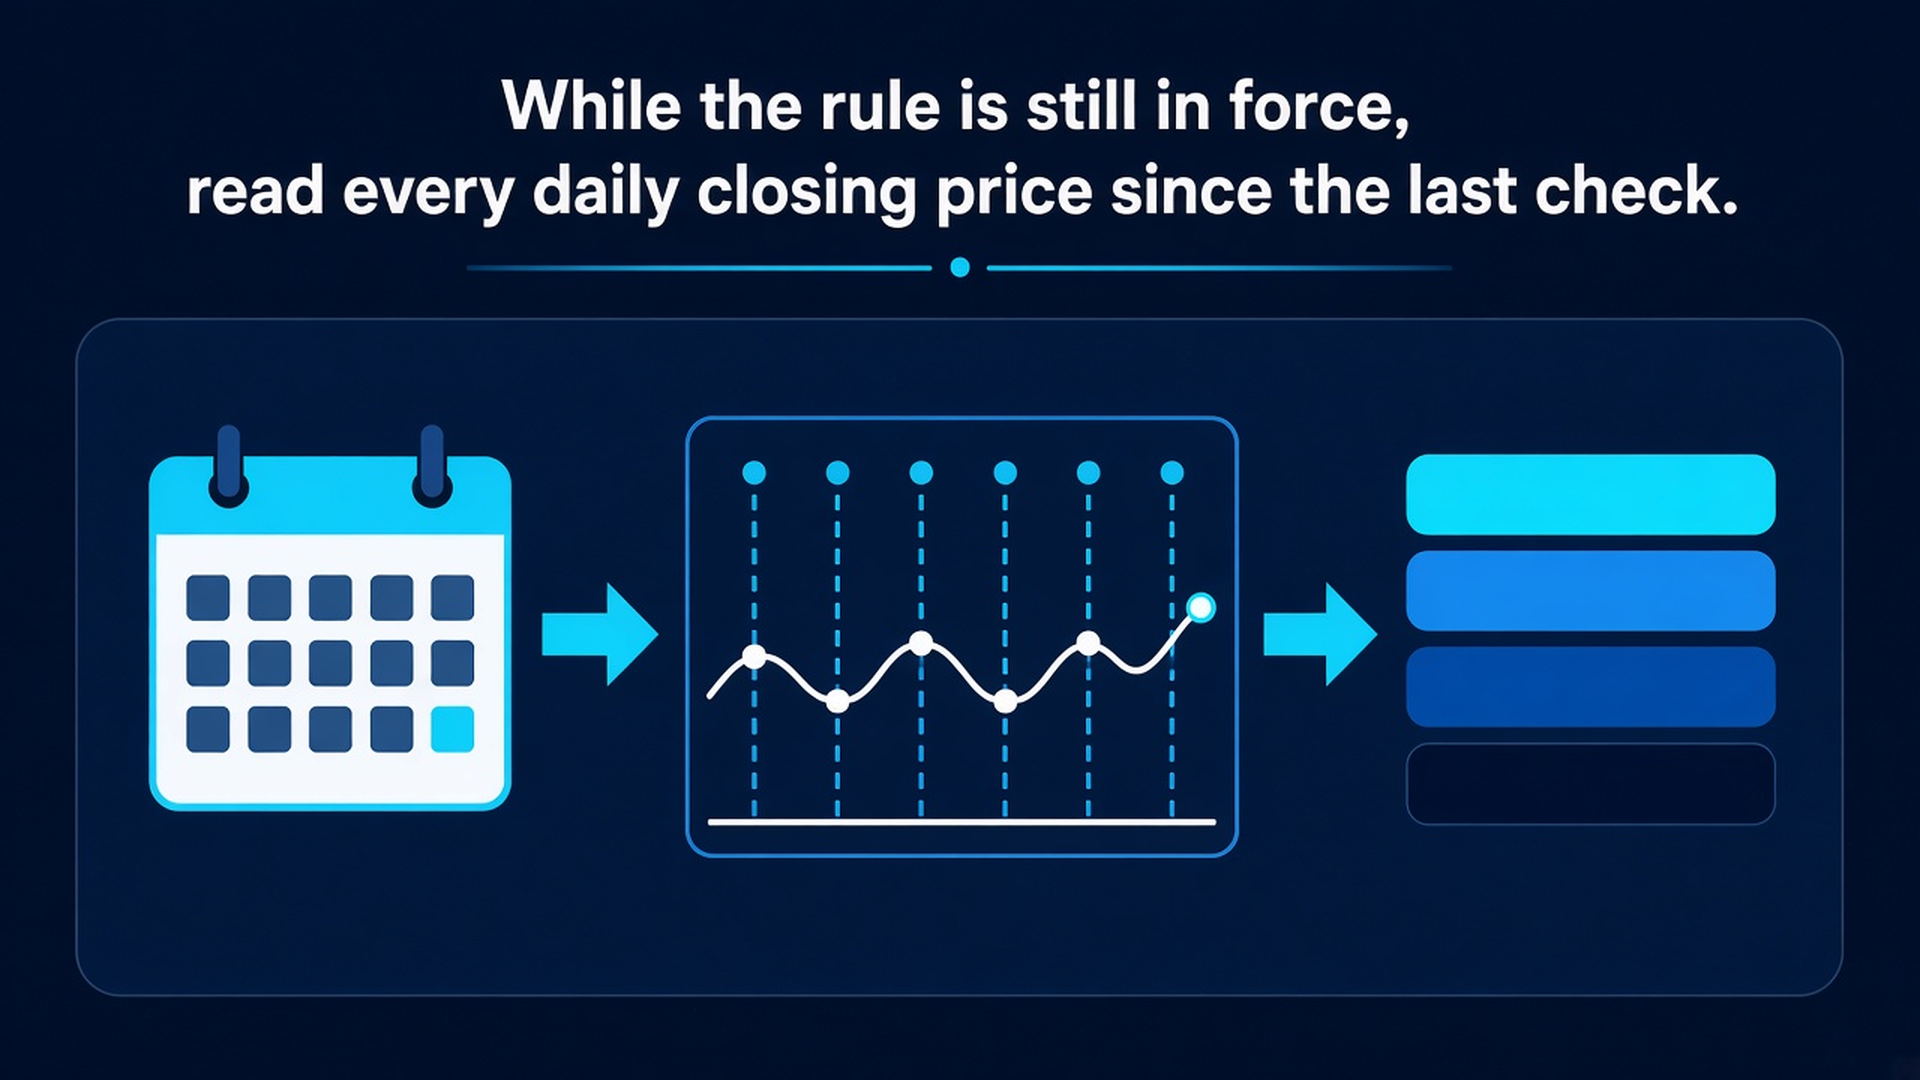 While the rule is still in force,
read every daily closing price since the last check.